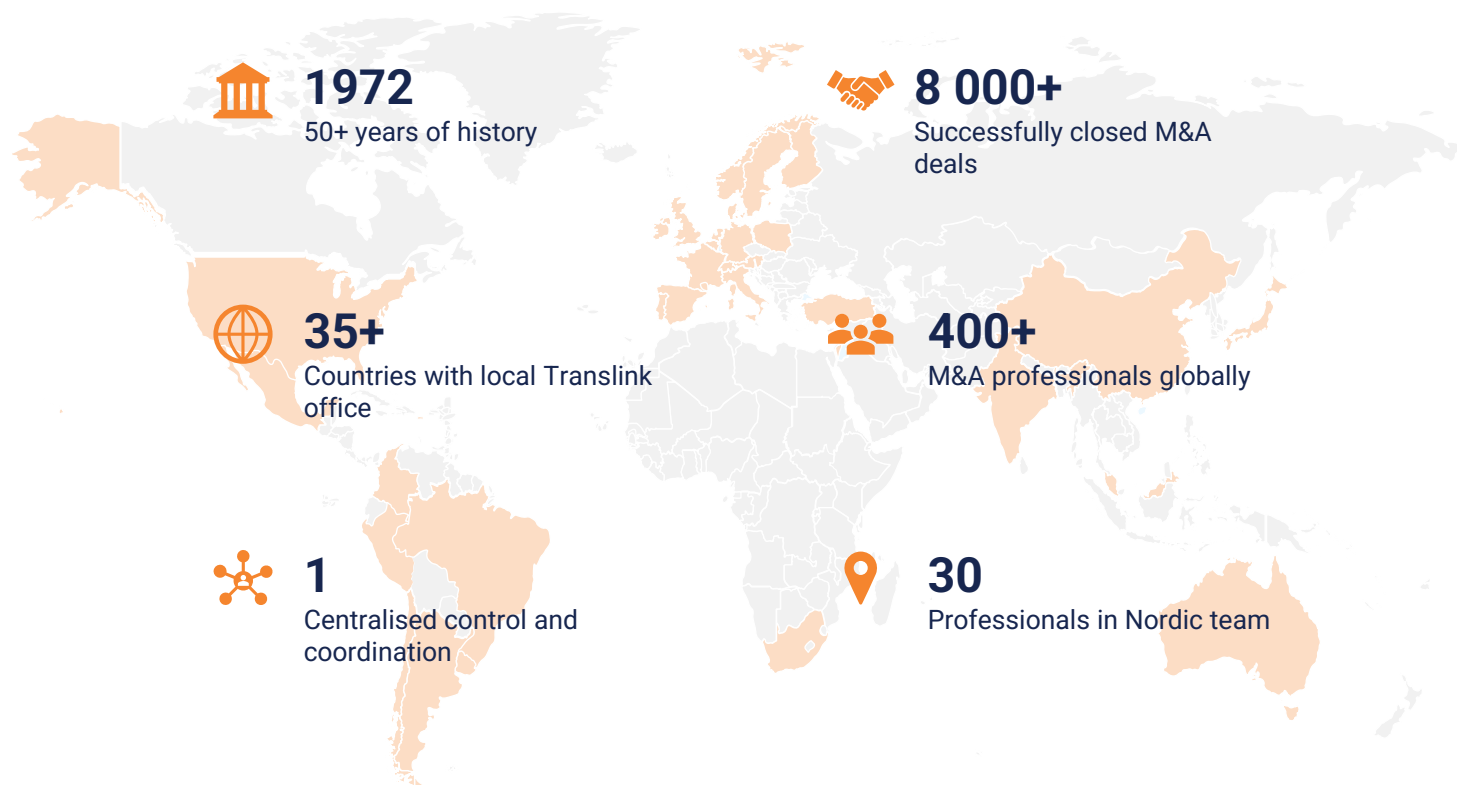 1972
50+ years of history
8 000+
Successfully closed M&A
deals
35+
Countries with local Translink
office
400+
M&A professionals globally
1
Centralised control and
coordination
30
Professionals in Nordic team